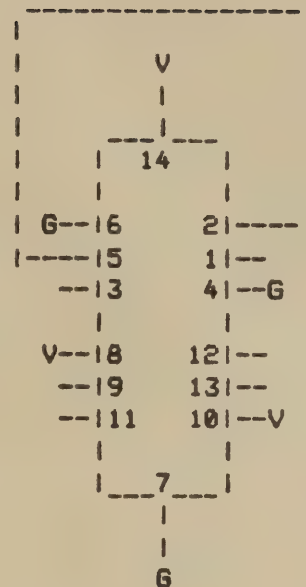 V
14
G--|6 2|----
|-----|5 1|--
--|3 4|--G
V--|8 12|--
--|9 13|--
--|11 10|--V
7
G